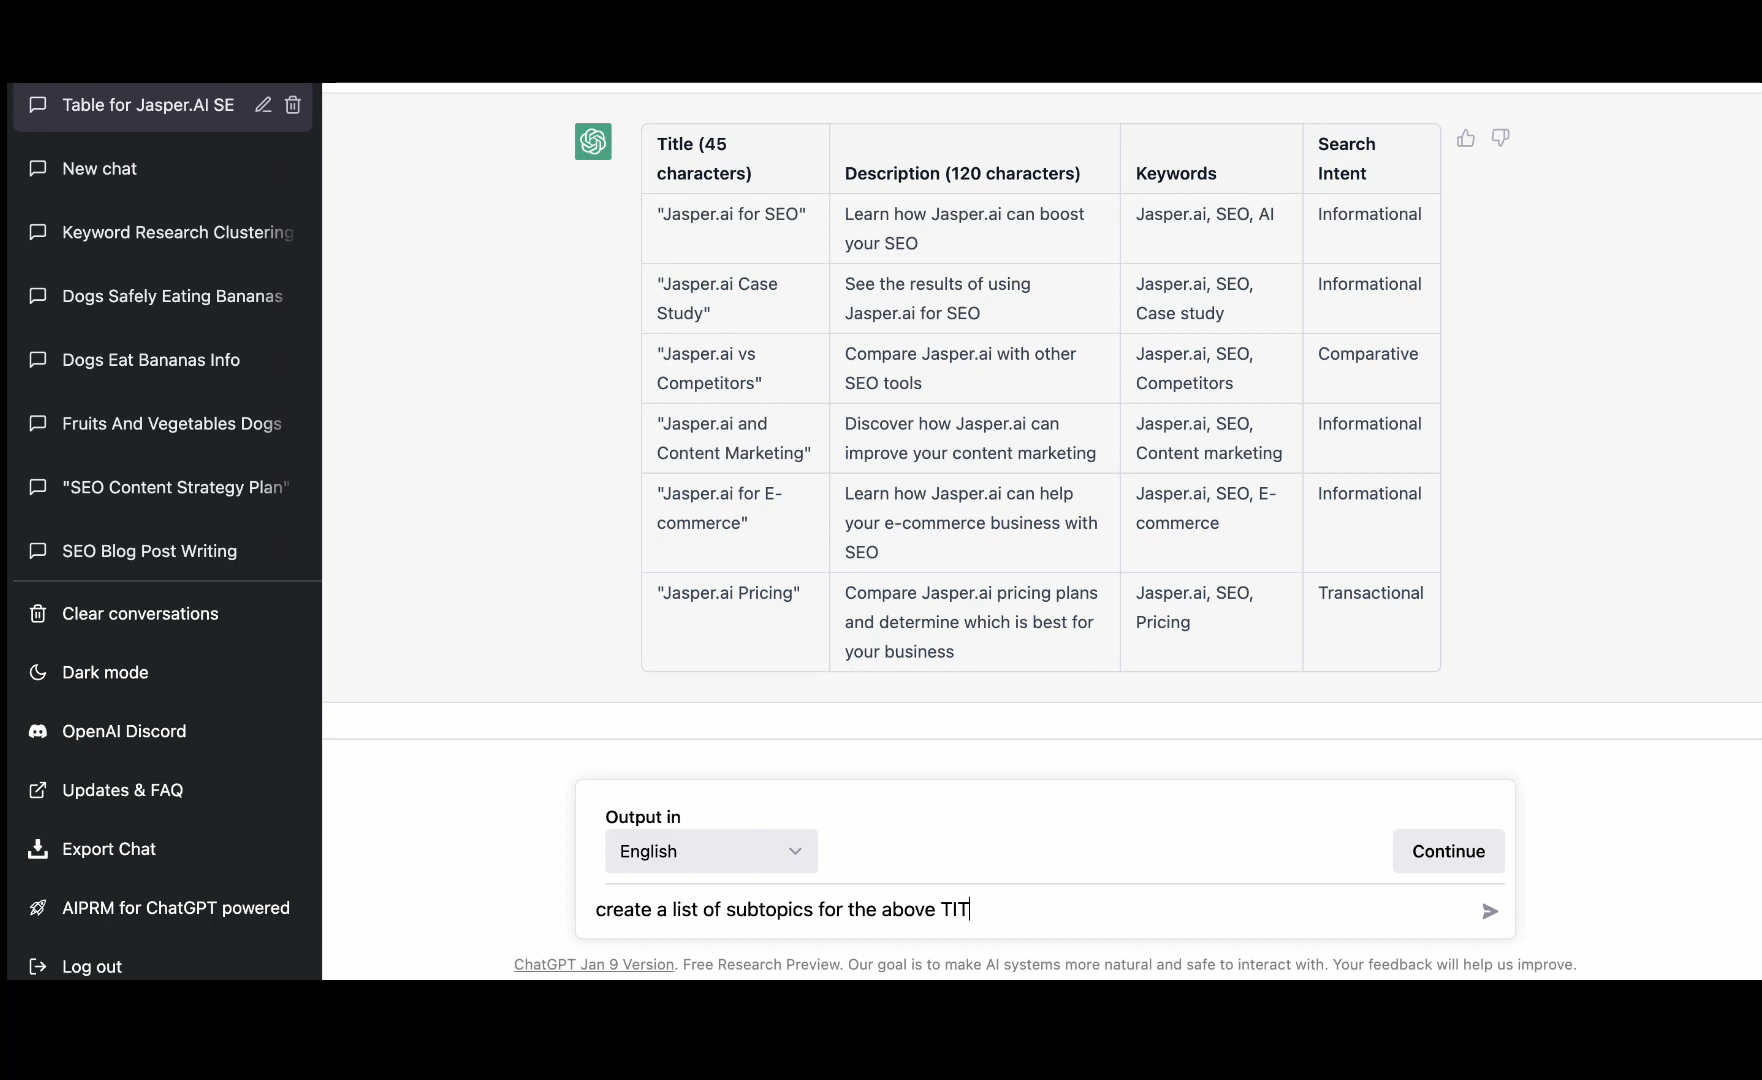 Table for Jasper.AI SE
New chat
Keyword Research Clustering
Dogs Safely Eating Bananas
Dogs Eat Bananas Info
Fruits And Vegetables Dogs
"SEO Content Strategy Plan"
SEO Blog Post Writing
Clear conversations
Dark mode
OpenAI Discord
Updates & FAQ
Export Chat
AIPRM for ChatGPT powered
Log out
Title (45
characters)
Description (120 characters)
Keywords
Search
Intent
"Jasper.ai for SEO"
Learn how Jasper.ai can boost
your SEO
Jasper.ai, SEO, AI
Informational
"Jasper.ai Case
Study"
See the results of using
Jasper.ai for SEO
Jasper.ai, SEO,
Case study
Informational
"Jasper.ai vs
Competitors"
Compare Jasper.ai with other
SEO tools
Jasper.ai, SEO,
Competitors
Comparative
"Jasper.ai and
Content Marketing"
Discover how Jasper.ai can
improve your content marketing
Jasper.ai, SEO,
Content marketing
Informational
"Jasper.ai for E-
commerce"
Learn how Jasper.ai can help
your e-commerce business with
SEO
Jasper.ai, SEO, E-
commerce
Informational
"Jasper.ai Pricing"
Compare Jasper.ai pricing plans
and determine which is best for
your business
Jasper.ai, SEO,
Pricing
Transactional
Output in
English
Continue
create a list of subtopics for the above TIT
ChatGPT Jan 9 Version. Free Research Preview. Our goal is to make AI systems more natural and safe to interact with. Your feedback will help us improve.